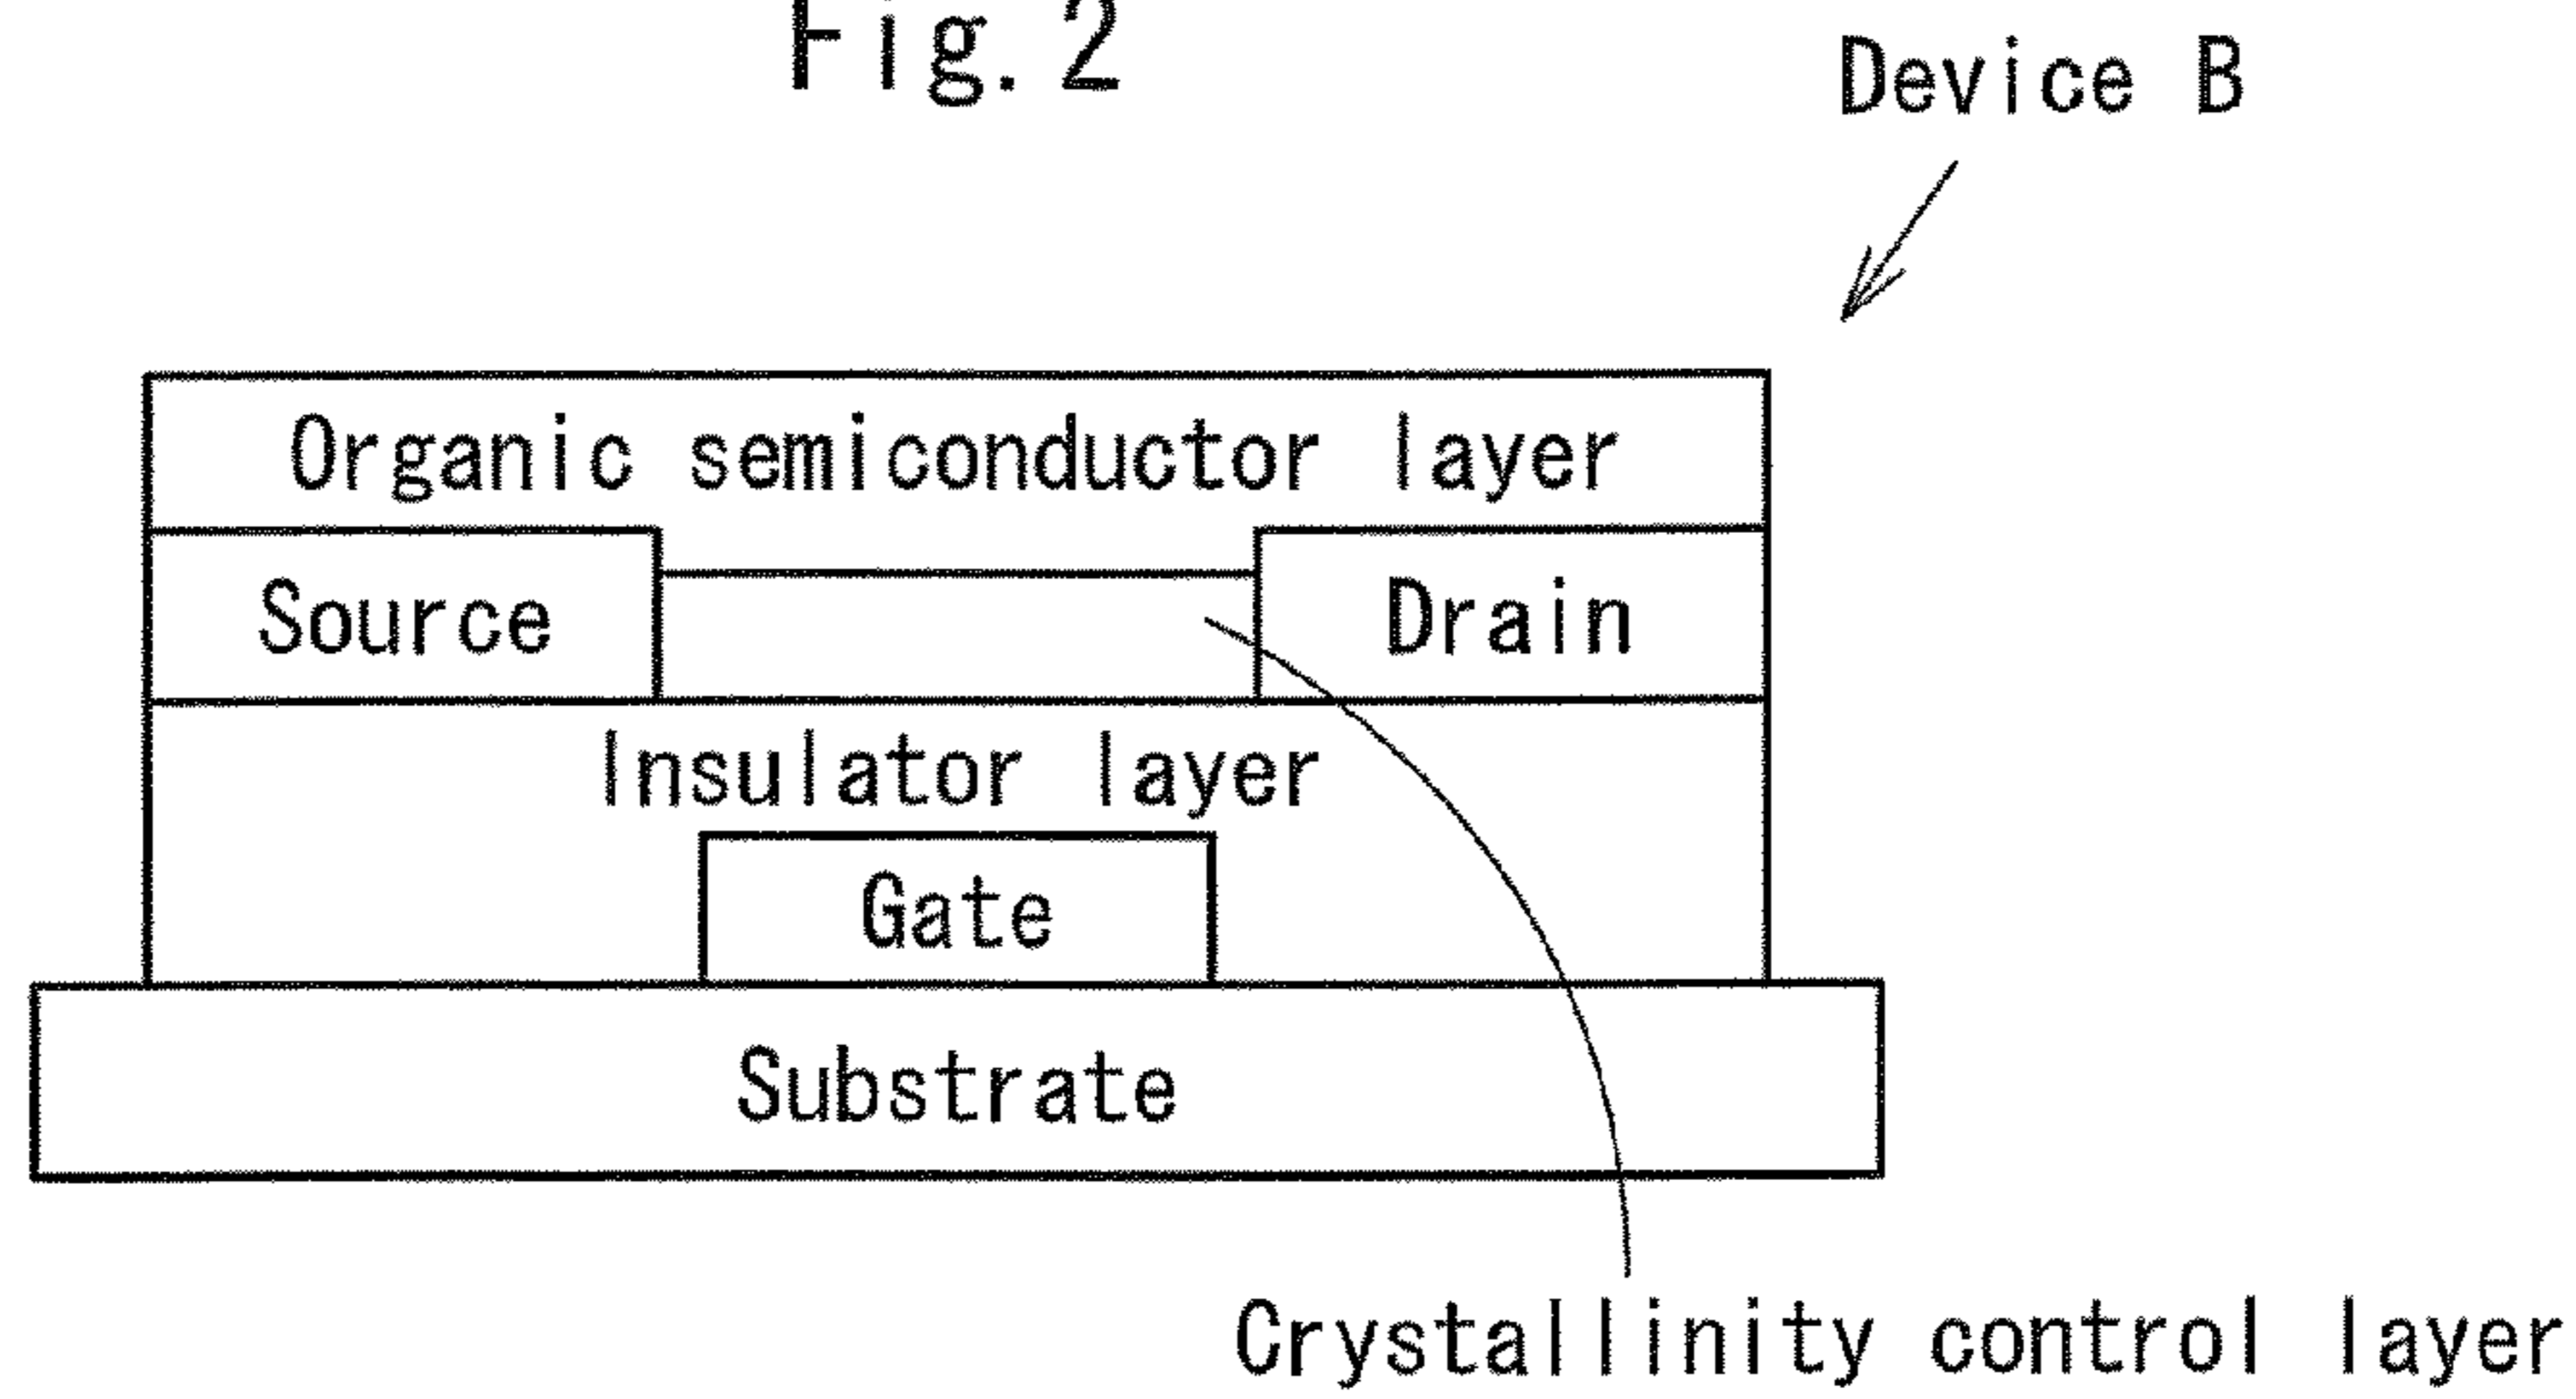 Fig. 2
Device B
Organic semiconductor layer
Source
Drain
Insulator layer
Gate
Substrate
Crystallinity control layer